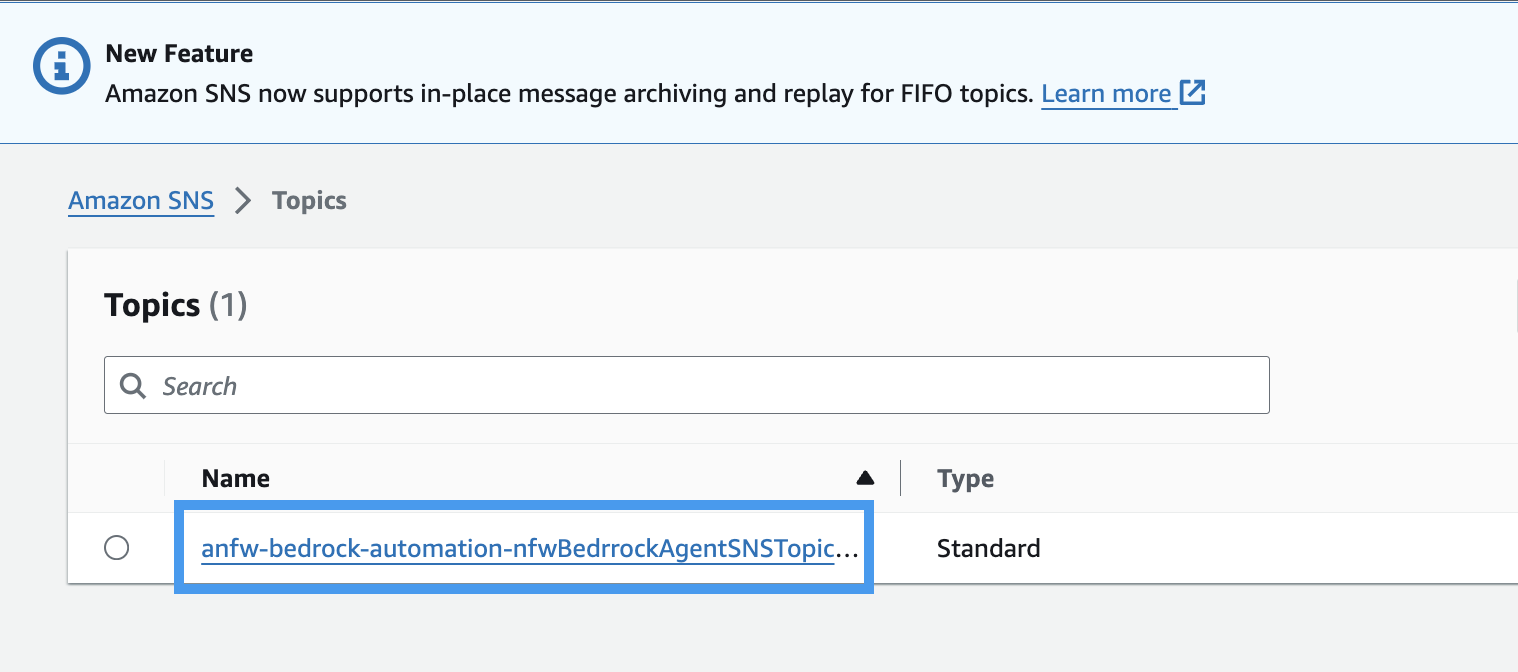 New Feature
Amazon SNS now supports in-place message archiving and replay for FIFO topics. Learn more
Amazon SNS > Topics
Topics (1)
Search
Name Type
anfw-bedrock-automation-nfwBedrrockAgentSNSTopic... Standard